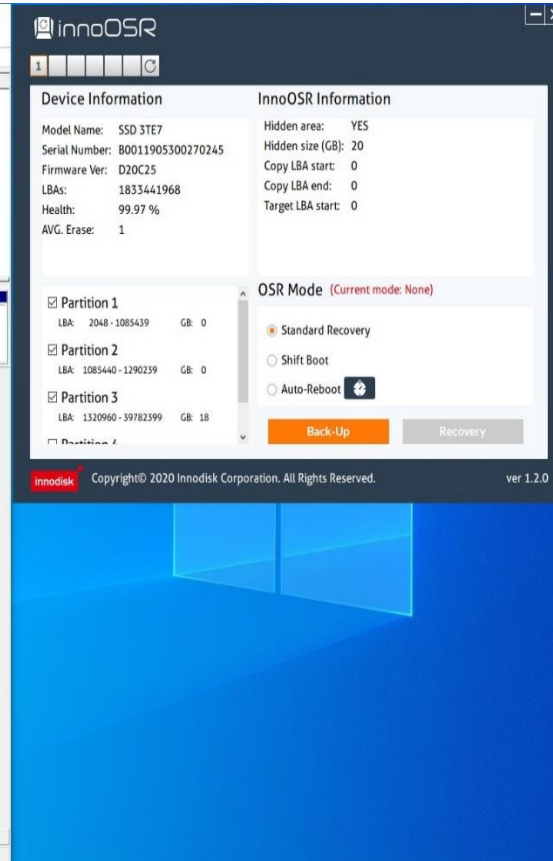 innoOSR
1
Device Information
Model Name: SSD 3TE7
Serial Number: B0011905300270245
Firmware Ver: D20C25
LBAs: 1833441968
Health: 99.97 %
AVG. Erase: 1
InnoOSR Information
Hidden area: YES
Hidden size (GB): 20
Copy LBA start: 0
Copy LBA end: 0
Target LBA start: 0
Partition 1
LBA: 2048 - 1085439 GB: 0
Partition 2
LBA: 1085440 - 1290239 GB: 0
Partition 3
LBA: 1320960 - 39782399 GB: 18
OSR Mode (Current mode: None)
Standard Recovery
Shift Boot
Auto-Reboot
Back-Up Recovery
innodisk Copyright© 2020 Innodisk Corporation. All Rights Reserved. ver 1.2.0